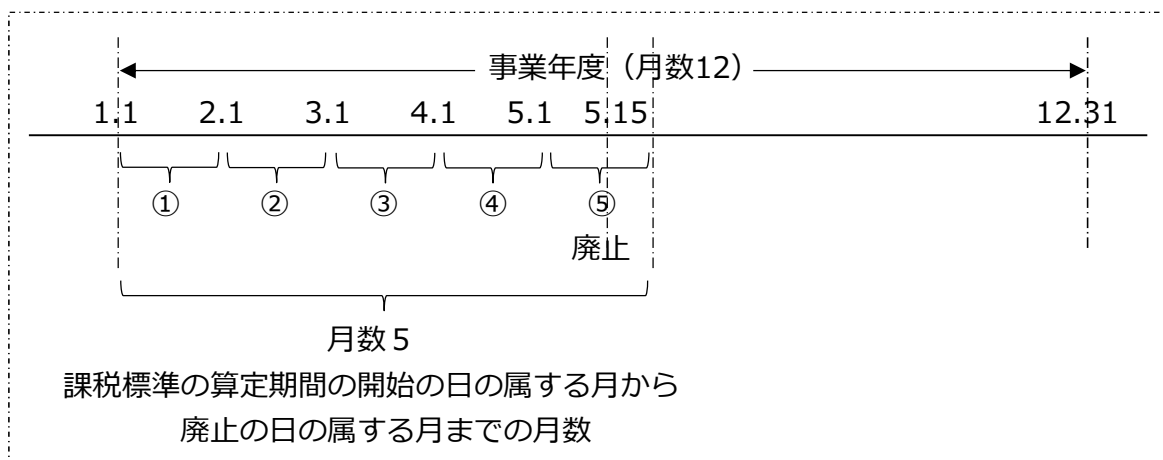 事業年度（月数12）
1.1 2.1 3.1 4.1 5.1 5.15 12.31
① ② ③ ④ ⑤
廃止
月数５
課税標準の算定期間の開始の日の属する月から
廃止の日の属する月までの月数